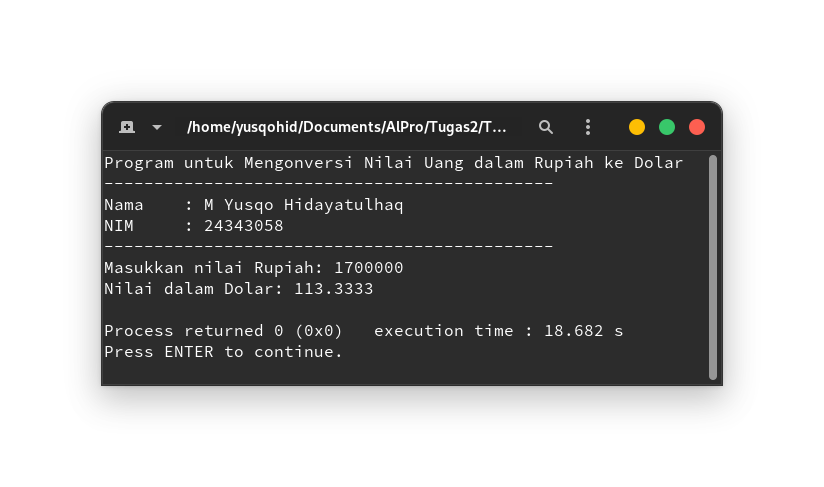 /home/yusqohid/Documents/AlPro/Tugas2/T...
Program untuk Mengonversi Nilai Uang dalam Rupiah ke Dolar
---------------------------------------------
Nama    : M Yusqo Hidayatulhaq
NIM     : 24343058
---------------------------------------------
Masukkan nilai Rupiah: 1700000
Nilai dalam Dolar: 113.3333
Process returned 0 (0x0)   execution time : 18.682 s
Press ENTER to continue.